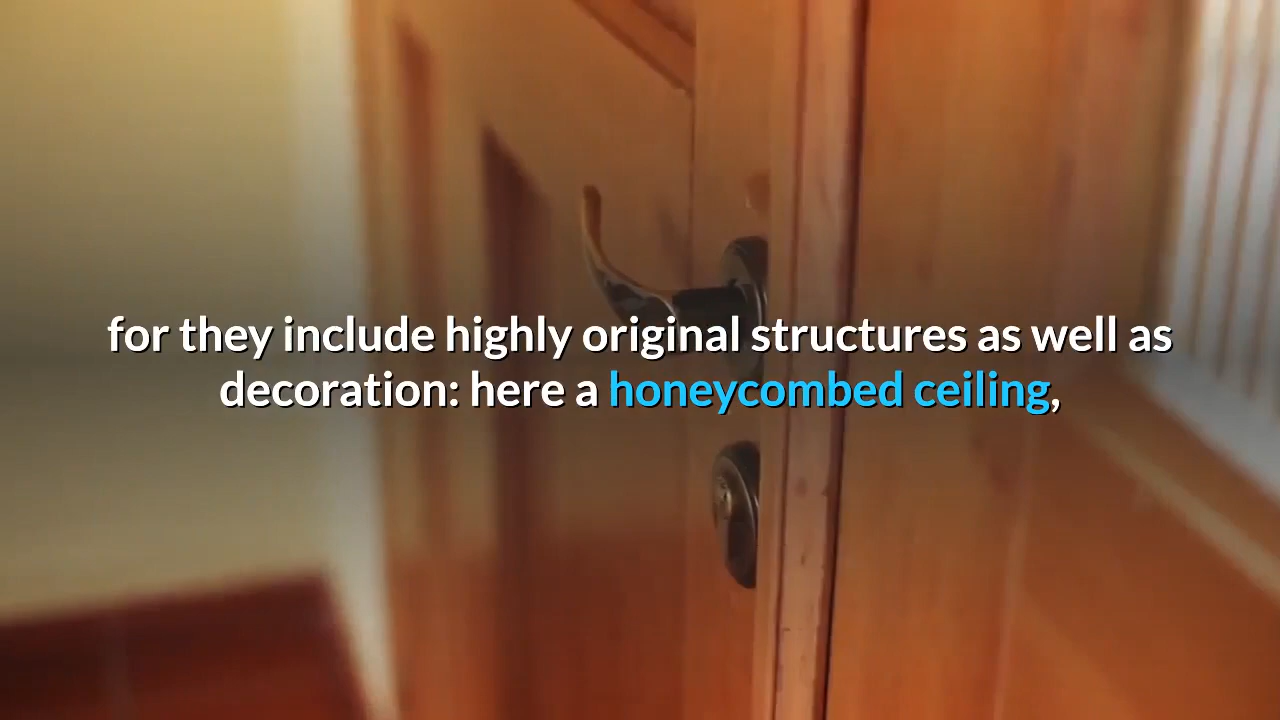 for they include highly original structures as well as
decoration: here a honeycombed ceiling,